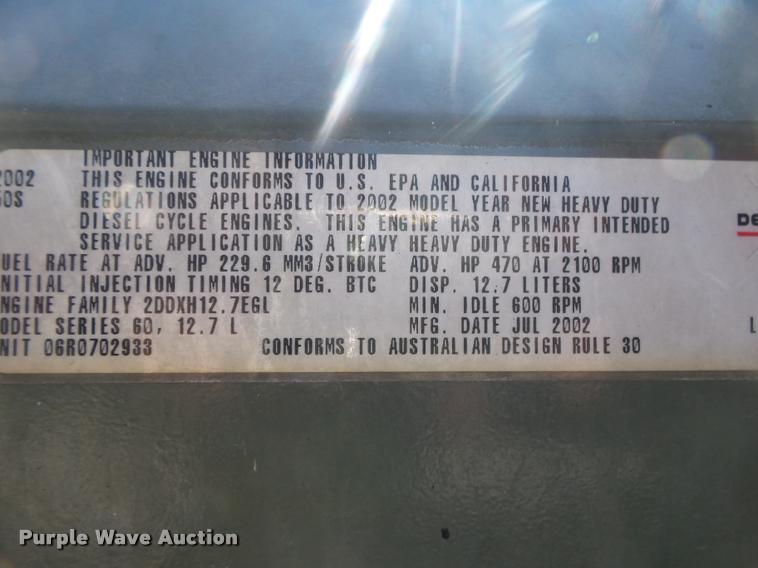 IMPORTANT ENGINE INFORMATION
2002 THIS ENGINE CONFORMS TO U.S. EPA AND CALIFORNIA
60S REGULATIONS APPLICABLE TO 2002 MODEL YEAR NEW HEAVY DUTY
DIESEL CYCLE ENGINES. THIS ENGINE HAS A PRIMARY INTENDED DE
SERVICE APPLICATION AS A HEAVY HEAVY DUTY ENGINE.
UEL RATE AT ADV. HP 229.6 MM3/STROKE ADV. HP 470 AT 2100 RPM
NITIAL INJECTION TIMING 12 DEG. BTC DISP. 12.7 LITERS
NGINE FAMILY 2DDXH12.7EGL MIN. IDLE 600 RPM
ODEL SERIES 60, 12.7 L MFG. DATE JUL 2002 L
NIT 06R0702933 CONFORMS TO AUSTRALIAN DESIGN RULE 30
Purple Wave Auction